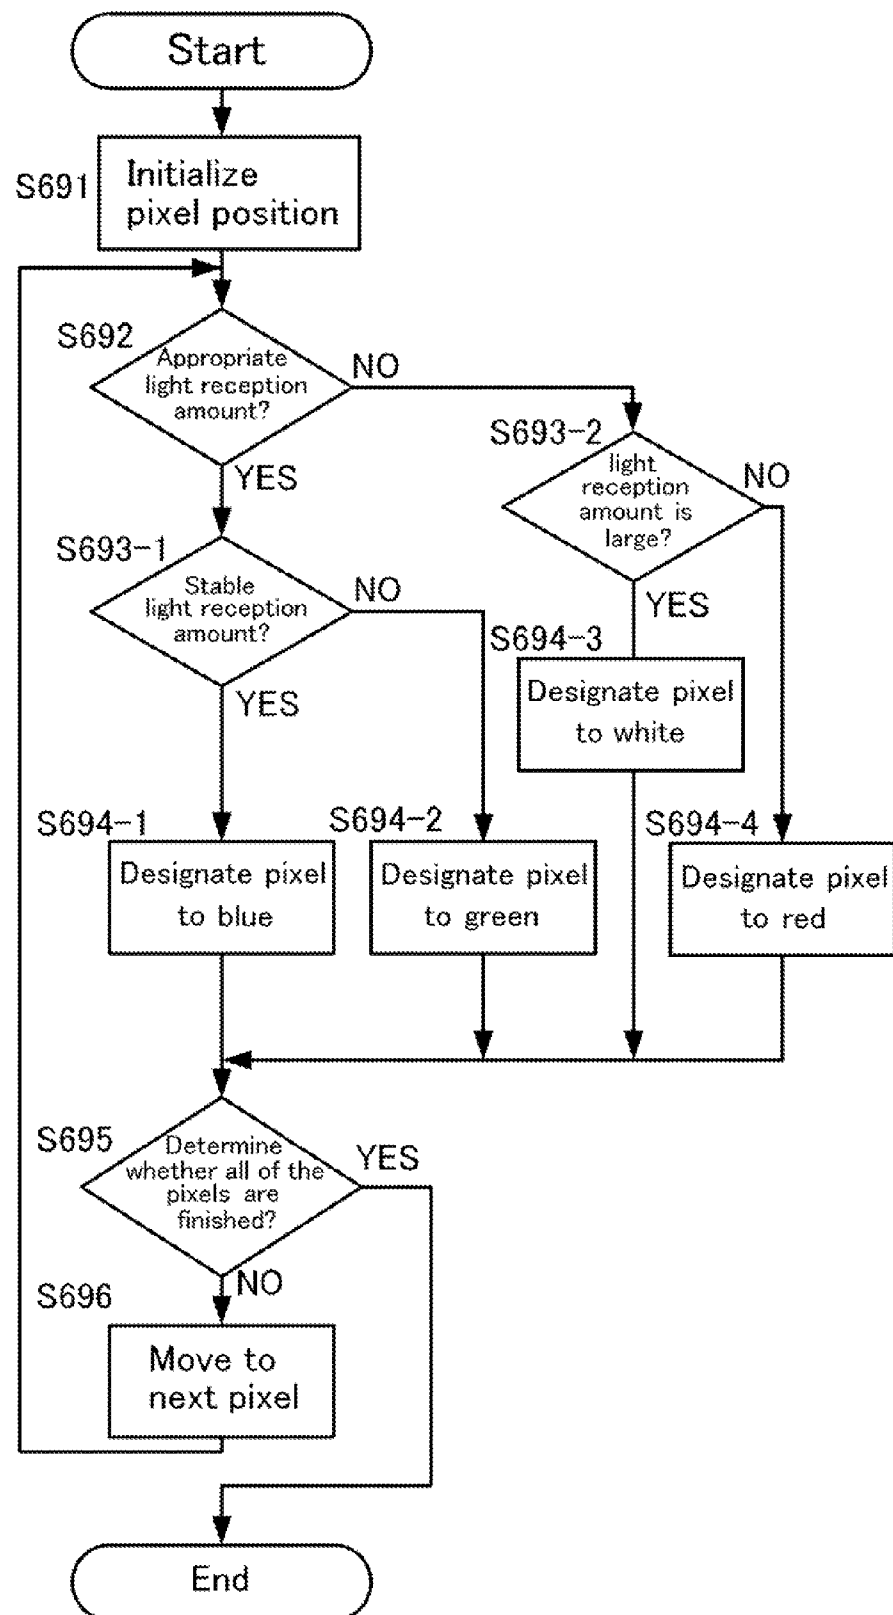 Start
S691
Initialize
pixel position
S692
Appropriate
light reception
amount?
NO
YES
S693-2
light
reception
amount is
large?
NO
YES
S693-1
Stable
light reception
amount?
NO
YES
S694-3
Designate pixel
to white
S694-1
Designate pixel
to blue
S694-2
Designate pixel
to green
S694-4
Designate pixel
to red
S695
Determine
whether all of the
pixels are
finished?
YES
NO
S696
Move to
next pixel
End